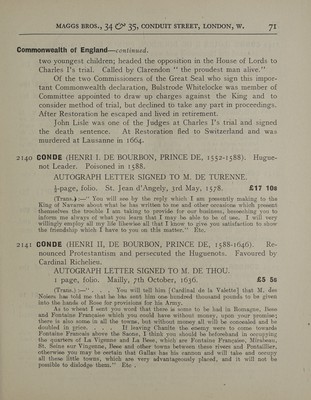 MAGGS BROS., 34 & 35, CONDUIT STREET, LONDON, W. 71
Commonwealth of England—continued.
two youngest children; headed the opposition in the House of Lords to
Charles I's trial. Called by Clarendon "the proudest man alive."
Of the two Commissioners of the Great Seal who sign this impor-
tant Commonwealth declaration, Bulstrode Whitelocke was member of
Committee appointed to draw up charges against the King and to
consider method of trial, but declined to take any part in proceedings.
After Restoration he escaped and lived in retirement.
John Lisle was one of the Judges at Charles I's trial and signed
the death sentence. At Restoration fled to Switzerland and was
murdered at Lausanne in 1664.
2140 CONDE (HENRI I. DE BOURBON, PRINCE DE, 1552-1588). Hugue-
not Leader. Poisoned in 1588.
AUTOGRAPH LETTER SIGNED TO M. DE TURENNE.
½-page, folio. St. Jean d'Angely, 3rd May, 1578. £17 10s
(Trans.) :—" You will see by the reply which I am presently making to the
King of Navarre about what he has written to me and other occasions which present
themselves the trouble I am taking to provide for our business, beseeching you to
inform me always of what you learn that I may be able to be of use. I will very
willingly employ all my life likewise all that I know to give you satisfaction to show
the friendship which I have to you on this matter." Etc.
2141 CONDE (HENRI II, DE BOURBON, PRINCE DE, 1588-1646). Re-
nounced Protestantism and persecuted the Huguenots. Favoured by
Cardinal Richelieu.
AUTOGRAPH LETTER SIGNED TO M. DE THOU.
1 page, folio. Mailly, 7th October, 1636. £5 5s
(Trans.) :—" . . . You will tell him [Cardinal de la Valette] that M. des
Noiers has told me that he has sent him one hundred thousand pounds to be given
into the hands of Rose for provisions for his Army.
As to wheat I sent you word that there is some to be had in Romagne, Beze
and Fontaine Françoise which you could have without money, upon your promise;
there is also some in all the towns, but without money all will be concealed and be
doubled in price. . . . If leaving Chanite the enemy were to come towards
Fontaine Francais above the Saone, I think you should be beforehand in occupying
the quarters of La Vigenne and La Beze, which are Fontaine Françoise, Mirabeau,
St. Seine sur Vingenne, Beze and other towns between these rivers and Pontaillier,
otherwise you may be certain that Gallas has his cannon and will take and occupy
all these little towns, which are very advantageously placed, and it will not be
possible to dislodge them." Etc.